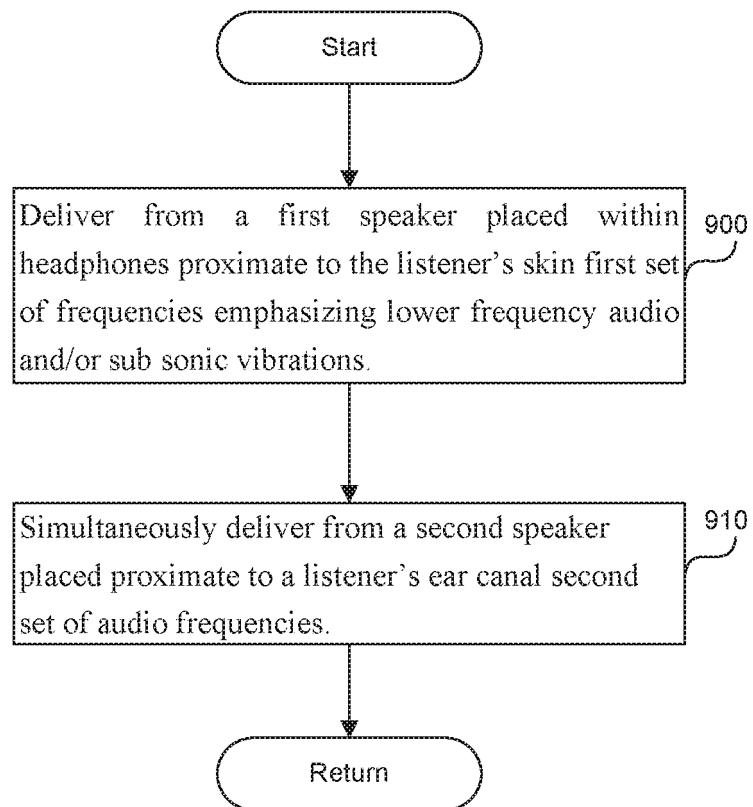 Start
Deliver from a first speaker placed within
headphones proximate to the listener's skin first set
of frequencies emphasizing lower frequency audio
and/or sub sonic vibrations.
900
Simultaneously deliver from a second speaker
placed proximate to a listener's ear canal second
set of audio frequencies.
910
Return